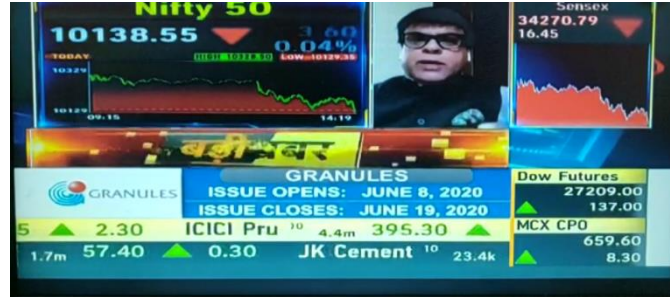 Nifty 50
Sensex
10138.55 3.60
0.04%
34270.79
16.45
TODAY HIGH 10328.50 LOW 10129.35
10329
10129
09.15 14:19
बड़ी खबर
GRANULES
GRANULES
ISSUE OPENS: JUNE 8, 2020
ISSUE CLOSES: JUNE 19, 2020
Dow Futures
27209.00
137.00
5 2.30 ICICI Pru 10 4.4m 395.30
MCX CPO
659.60
8.30
1.7m 57.40 0.30 JK Cement 10 23.4k